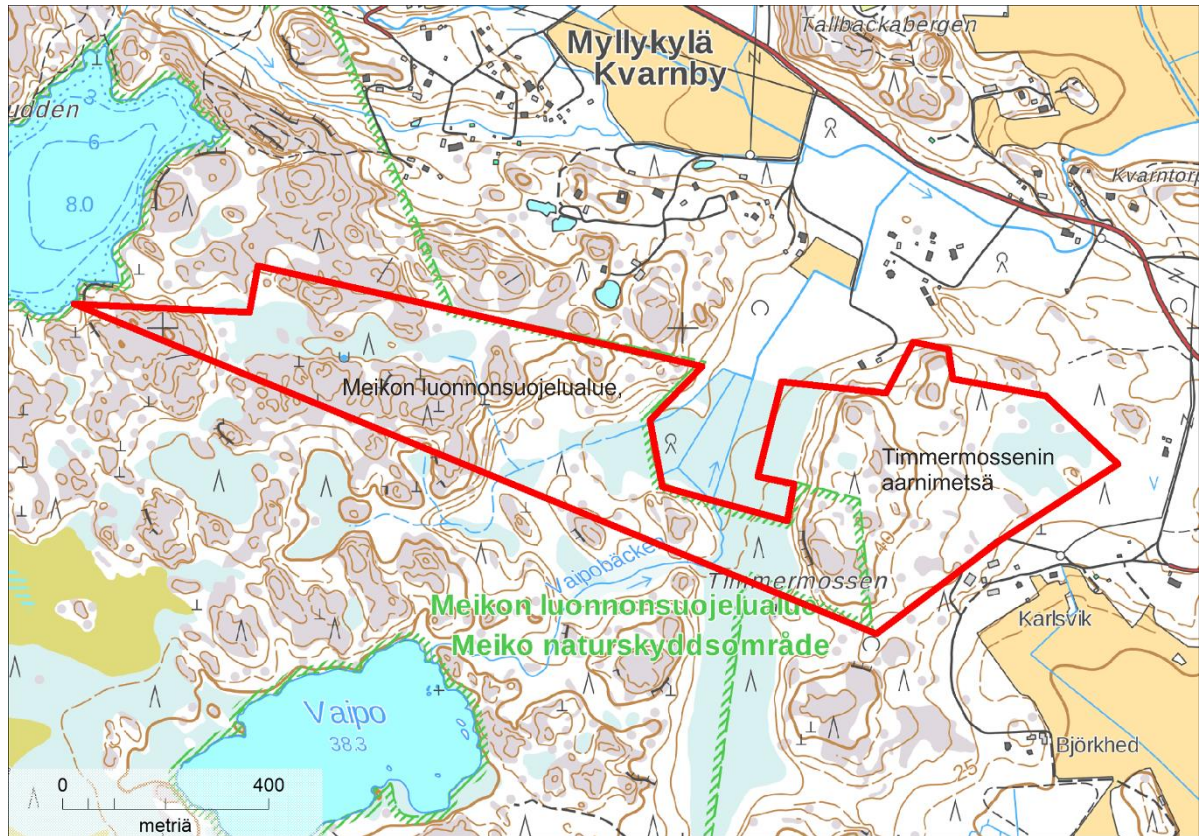 Tallbackabergen
Myllykylä
Kvarnby
udden
3
6
8.0
Kvarntorp
Meikon luonnonsuojelualue,
Timmermossenin
aarnimetsä
40
Vaipobäcken
Timmermossen
Meikon luonnonsuojelualue
Meiko naturskyddsområde
Karlsvik
Vaipo
38.3
Björkhed
25
0 400
metriä